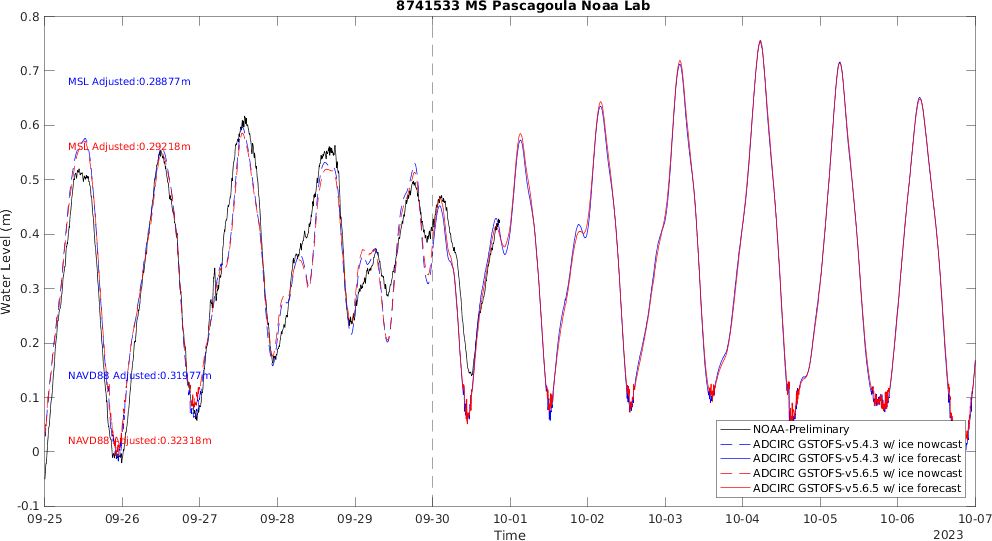 8741533 MS Pascagoula Noaa Lab
0.8
0.7
0.6
0.5
0.4
0.3
0.2
0.1
0
-0.1
Water Level (m)
MSL Adjusted:0.28877m
MSL Adjusted:0.29218m
NAVD88 Adjusted:0.31977m
NAVD88 Adjusted:0.32318m
NOAA-Preliminary
ADCIRC GSTOFS-v5.4.3 w/ ice nowcast
ADCIRC GSTOFS-v5.4.3 w/ ice forecast
ADCIRC GSTOFS-v5.6.5 w/ ice nowcast
ADCIRC GSTOFS-v5.6.5 w/ ice forecast
09-25 09-26 09-27 09-28 09-29 09-30 10-01 10-02 10-03 10-04 10-05 10-06 10-07
Time
2023